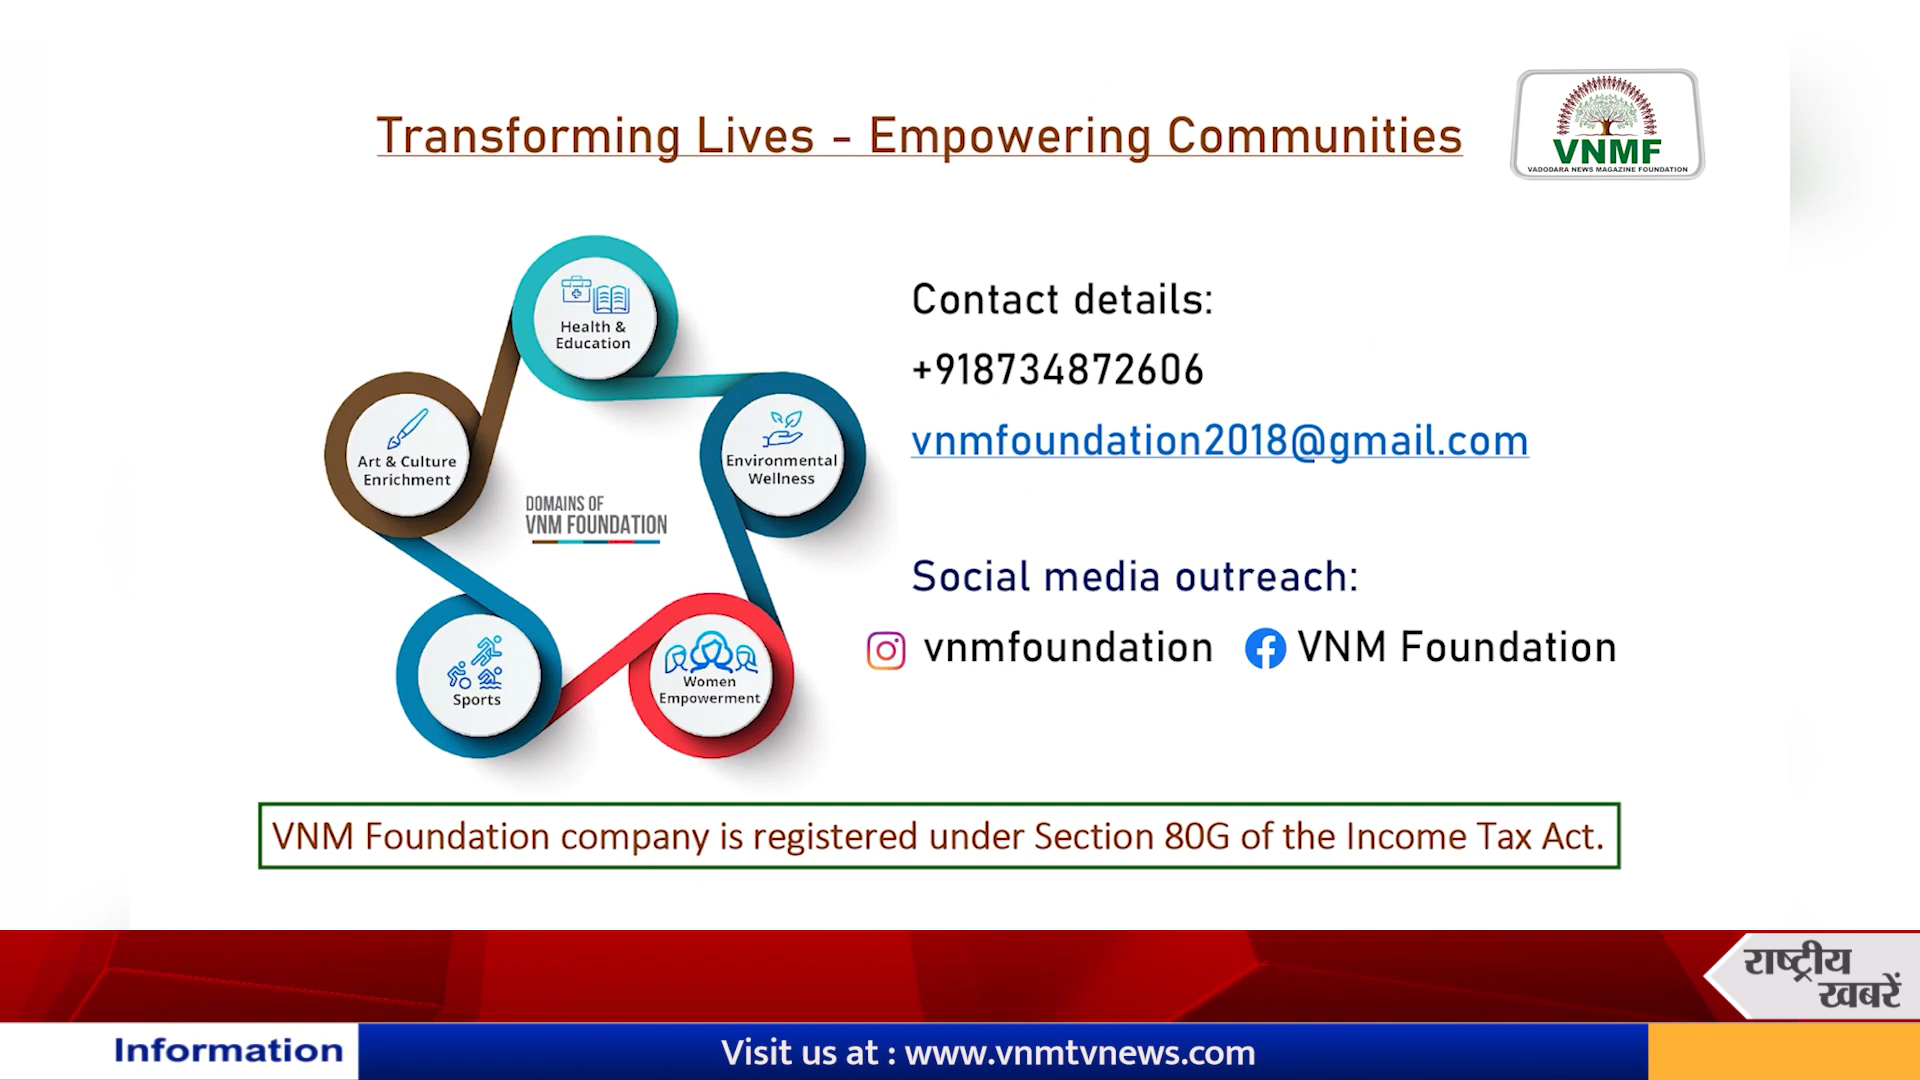 Transforming Lives - Empowering Communities
VNMF
VADODARA NEWS MAGAZINE FOUNDATION
Health &
Education
Art & Culture
Enrichment
Environmental
Wellness
DOMAINS OF
VNM FOUNDATION
Sports
Women
Empowerment
Contact details:
+918734872606
vnmfoundation2018@gmail.com
Social media outreach:
vnmfoundation VNM Foundation
VNM Foundation company is registered under Section 80G of the Income Tax Act.
राष्ट्रीय
खबरें
Information
Visit us at : www.vnmtvnews.com